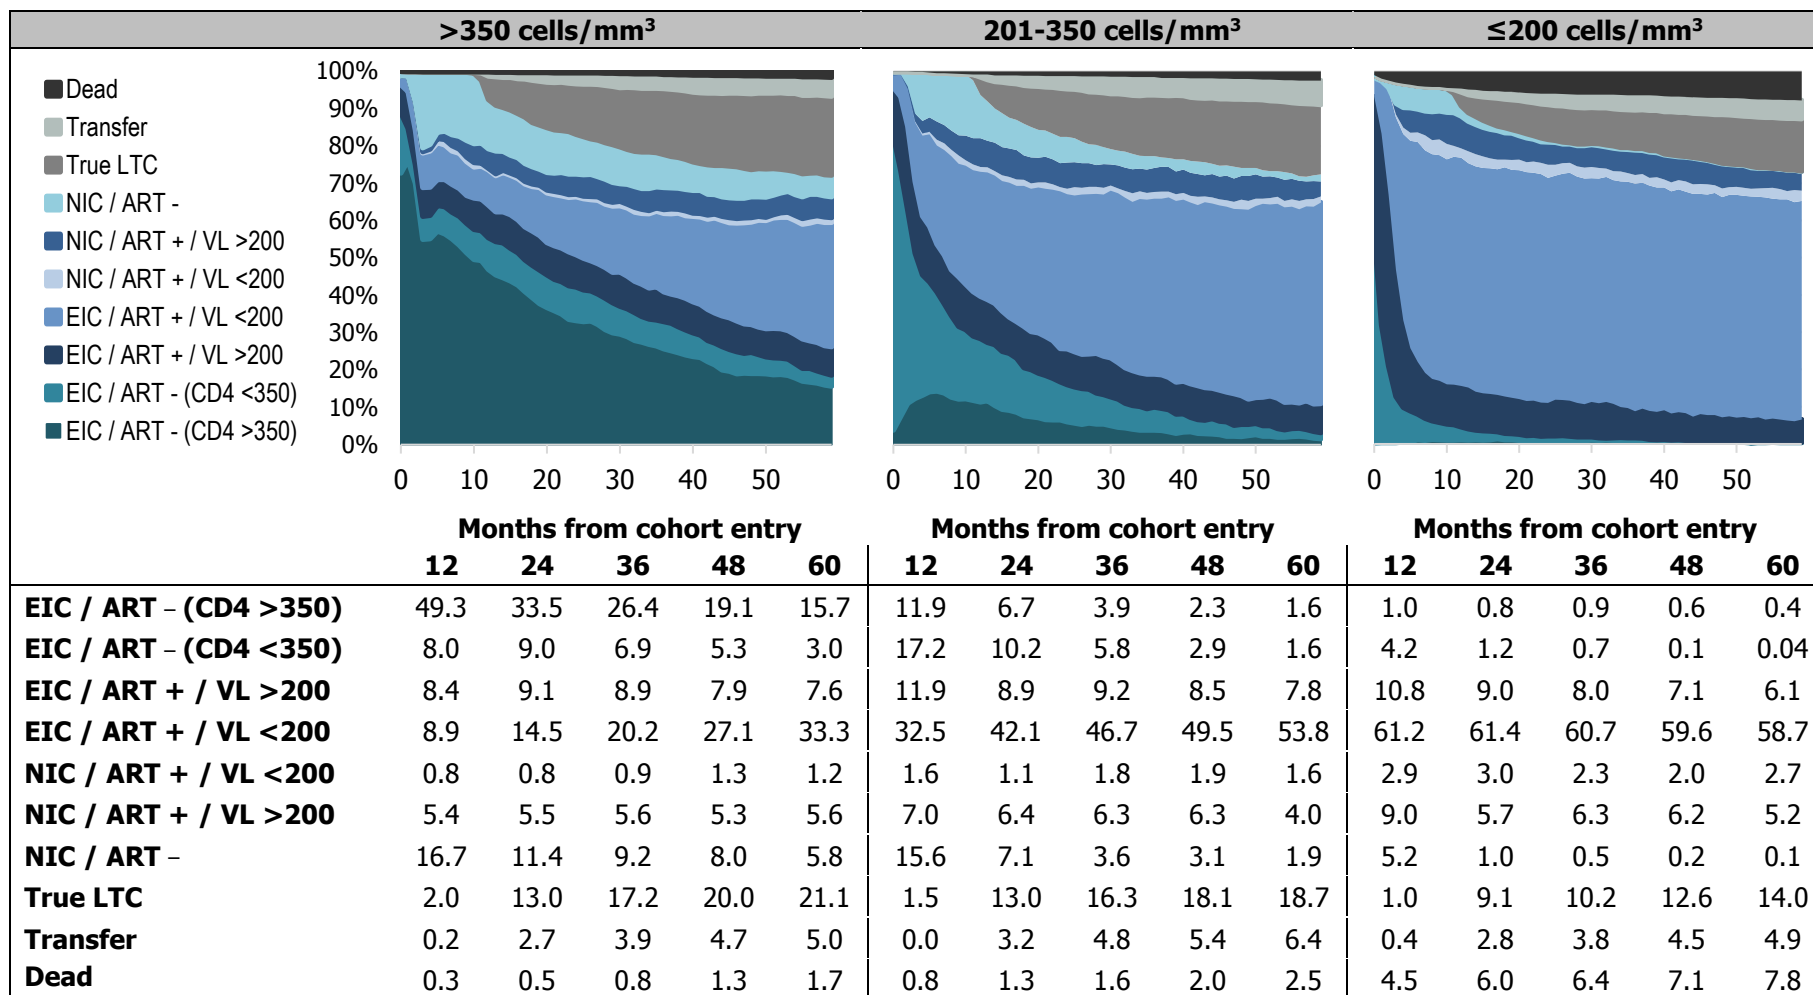 >350 cells/mm³ 201-350 cells/mm³ ≤200 cells/mm³
Dead
Transfer
True LTC
NIC / ART -
NIC / ART + / VL >200
NIC / ART + / VL <200
EIC / ART + / VL <200
EIC / ART + / VL >200
EIC / ART - (CD4 <350)
EIC / ART - (CD4 >350)
100%
90%
80%
70%
60%
50%
40%
30%
20%
10%
0%
0 10 20 30 40 50 0 10 20 30 40 50 0 10 20 30 40 50
Months from cohort entry Months from cohort entry Months from cohort entry
12 24 36 48 60 12 24 36 48 60 12 24 36 48 60
EIC / ART – (CD4 >350) 49.3 33.5 26.4 19.1 15.7 11.9 6.7 3.9 2.3 1.6 1.0 0.8 0.9 0.6 0.4
EIC / ART – (CD4 <350) 8.0 9.0 6.9 5.3 3.0 17.2 10.2 5.8 2.9 1.6 4.2 1.2 0.7 0.1 0.04
EIC / ART + / VL >200 8.4 9.1 8.9 7.9 7.6 11.9 8.9 9.2 8.5 7.8 10.8 9.0 8.0 7.1 6.1
EIC / ART + / VL <200 8.9 14.5 20.2 27.1 33.3 32.5 42.1 46.7 49.5 53.8 61.2 61.4 60.7 59.6 58.7
NIC / ART + / VL <200 0.8 0.8 0.9 1.3 1.2 1.6 1.1 1.8 1.9 1.6 2.9 3.0 2.3 2.0 2.7
NIC / ART + / VL >200 5.4 5.5 5.6 5.3 5.6 7.0 6.4 6.3 6.3 4.0 9.0 5.7 6.3 6.2 5.2
NIC / ART – 16.7 11.4 9.2 8.0 5.8 15.6 7.1 3.6 3.1 1.9 5.2 1.0 0.5 0.2 0.1
True LTC 2.0 13.0 17.2 20.0 21.1 1.5 13.0 16.3 18.1 18.7 1.0 9.1 10.2 12.6 14.0
Transfer 0.2 2.7 3.9 4.7 5.0 0.0 3.2 4.8 5.4 6.4 0.4 2.8 3.8 4.5 4.9
Dead 0.3 0.5 0.8 1.3 1.7 0.8 1.3 1.6 2.0 2.5 4.5 6.0 6.4 7.1 7.8